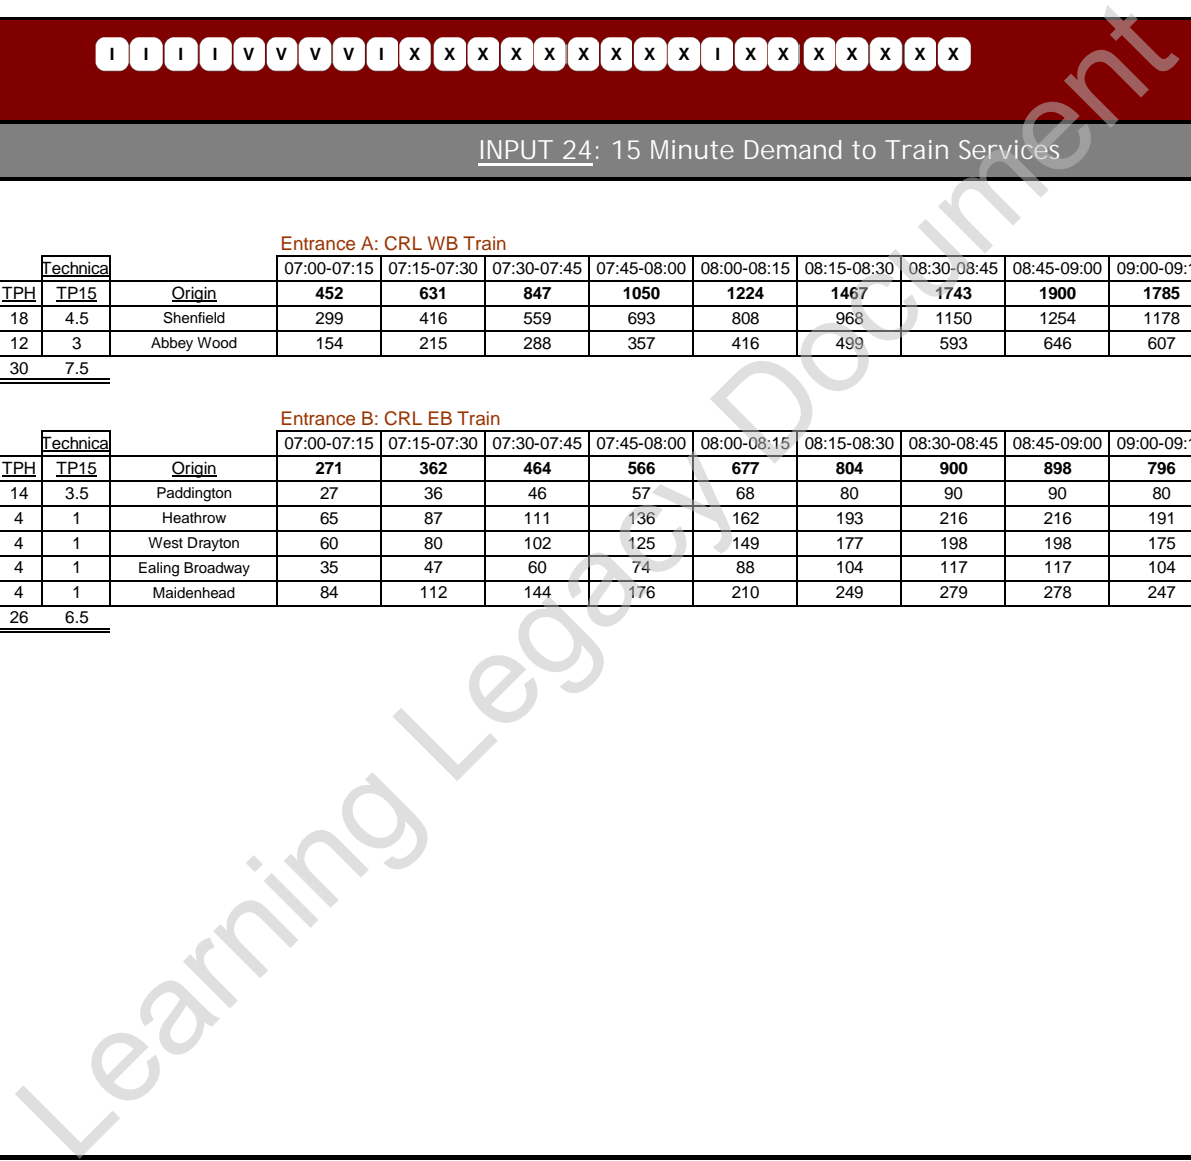 I I I I V V V V I X X X X X X X X X I X X X X X X X
INPUT 24: 15 Minute Demand to Train Services
Entrance A: CRL WB Train
Technica 07:00-07:15 07:15-07:30 07:30-07:45 07:45-08:00 08:00-08:15 08:15-08:30 08:30-08:45 08:45-09:00 09:00-09:1
TPH TP15 Origin 452 631 847 1050 1224 1467 1743 1900 1785
18 4.5 Shenfield 299 416 559 693 808 968 1150 1254 1178
12 3 Abbey Wood 154 215 288 357 416 499 593 646 607
30 7.5
Entrance B: CRL EB Train
Technica 07:00-07:15 07:15-07:30 07:30-07:45 07:45-08:00 08:00-08:15 08:15-08:30 08:30-08:45 08:45-09:00 09:00-09:1
TPH TP15 Origin 271 362 464 566 677 804 900 898 796
14 3.5 Paddington 27 36 46 57 68 80 90 90 80
4 1 Heathrow 65 87 111 136 162 193 216 216 191
4 1 West Drayton 60 80 102 125 149 177 198 198 175
4 1 Ealing Broadway 35 47 60 74 88 104 117 117 104
4 1 Maidenhead 84 112 144 176 210 249 279 278 247
26 6.5
Learning Legacy Document